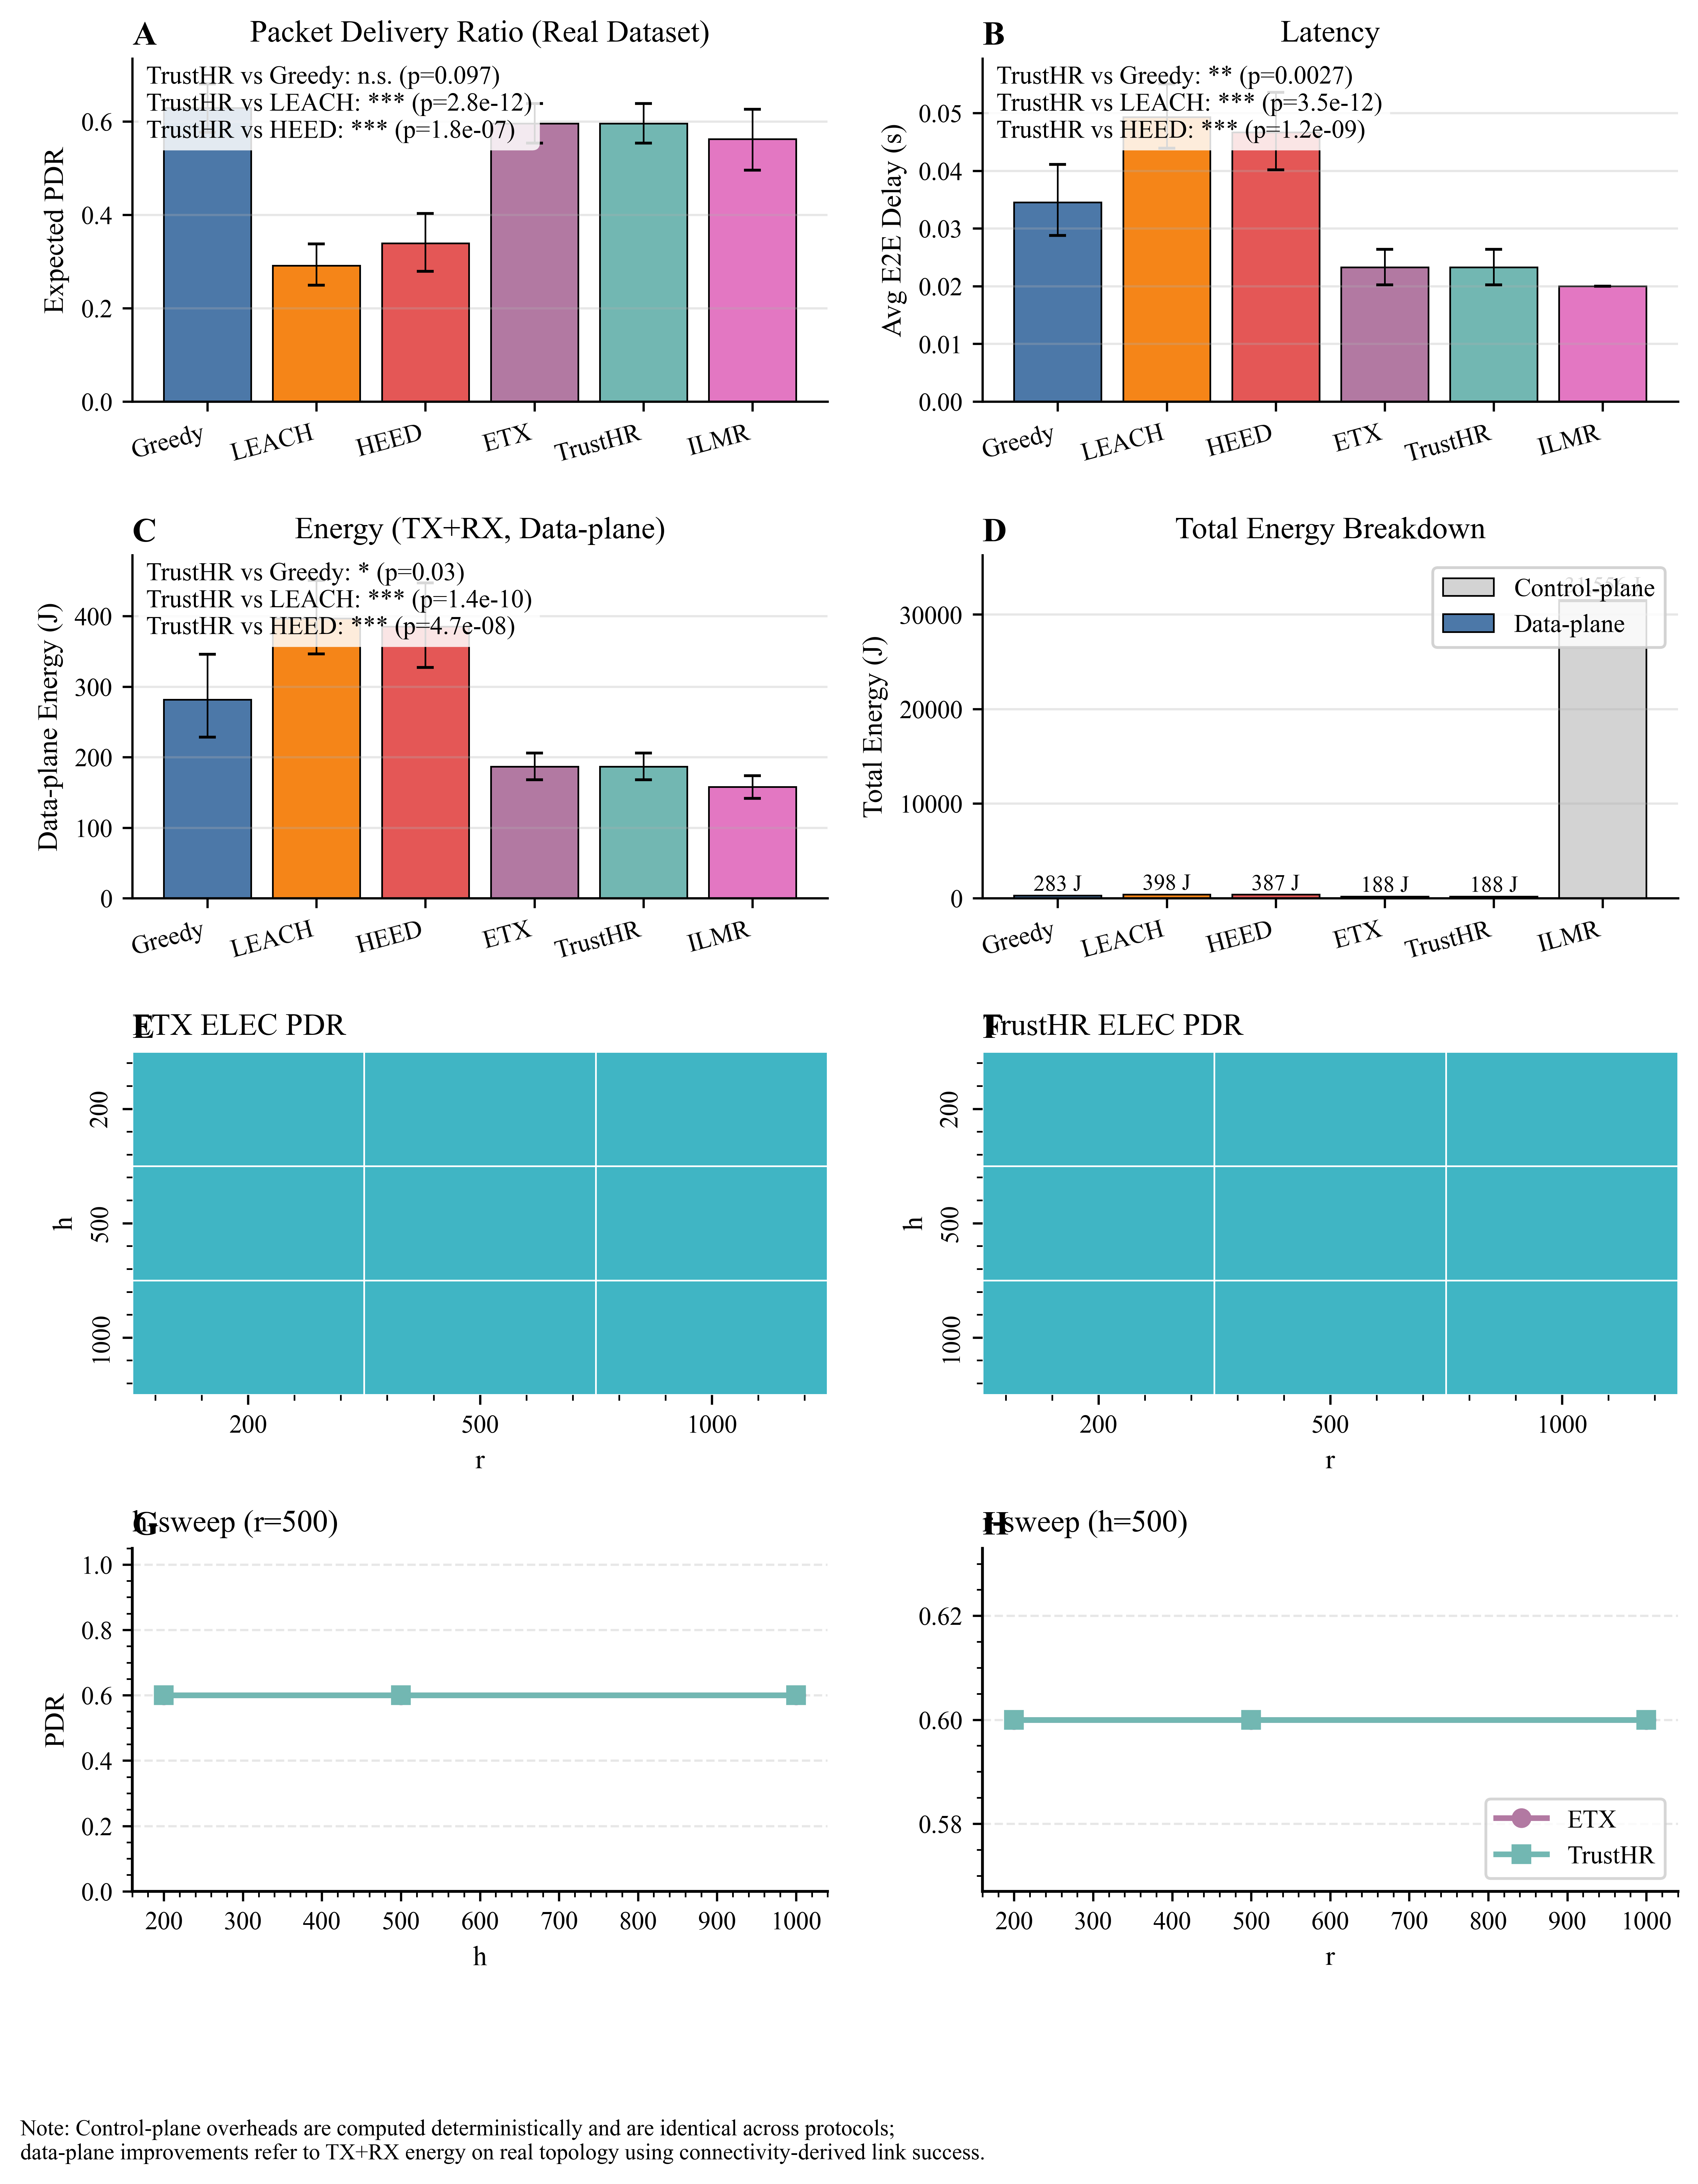 A
Packet Delivery Ratio (Real Dataset)
TrustHR vs Greedy: n.s. (p=0.097)
TrustHR vs LEACH: *** (p=2.8e-12)
TrustHR vs HEED: *** (p=1.8e-07)
Expected PDR
0.6
0.4
0.2
0.0
Greedy
LEACH
HEED
ETX
TrustHR
ILMR
B
Latency
TrustHR vs Greedy: ** (p=0.0027)
TrustHR vs LEACH: *** (p=3.5e-12)
TrustHR vs HEED: *** (p=1.2e-09)
Avg E2E Delay (s)
0.05
0.04
0.03
0.02
0.01
0.00
Greedy
LEACH
HEED
ETX
TrustHR
ILMR
C
Energy (TX+RX, Data-plane)
TrustHR vs Greedy: * (p=0.03)
TrustHR vs LEACH: *** (p=1.4e-10)
TrustHR vs HEED: *** (p=4.7e-08)
Data-plane Energy (J)
400
300
200
100
0
Greedy
LEACH
HEED
ETX
TrustHR
ILMR
D
Total Energy Breakdown
Control-plane
Data-plane
Total Energy (J)
30000
20000
10000
0
283 J
398 J
387 J
188 J
188 J
Greedy
LEACH
HEED
ETX
TrustHR
ILMR
E
ETX ELEC PDR
h
200
500
1000
200
500
1000
r
F
TrustHR ELEC PDR
h
200
500
1000
200
500
1000
r
G
h-sweep (r=500)
PDR
1.0
0.8
0.6
0.4
0.2
0.0
200
300
400
500
600
700
800
900
1000
h
H
r-sweep (h=500)
0.62
0.60
0.58
ETX
TrustHR
200
300
400
500
600
700
800
900
1000
r
Note: Control-plane overheads are computed deterministically and are identical across protocols;
data-plane improvements refer to TX+RX energy on real topology using connectivity-derived link success.